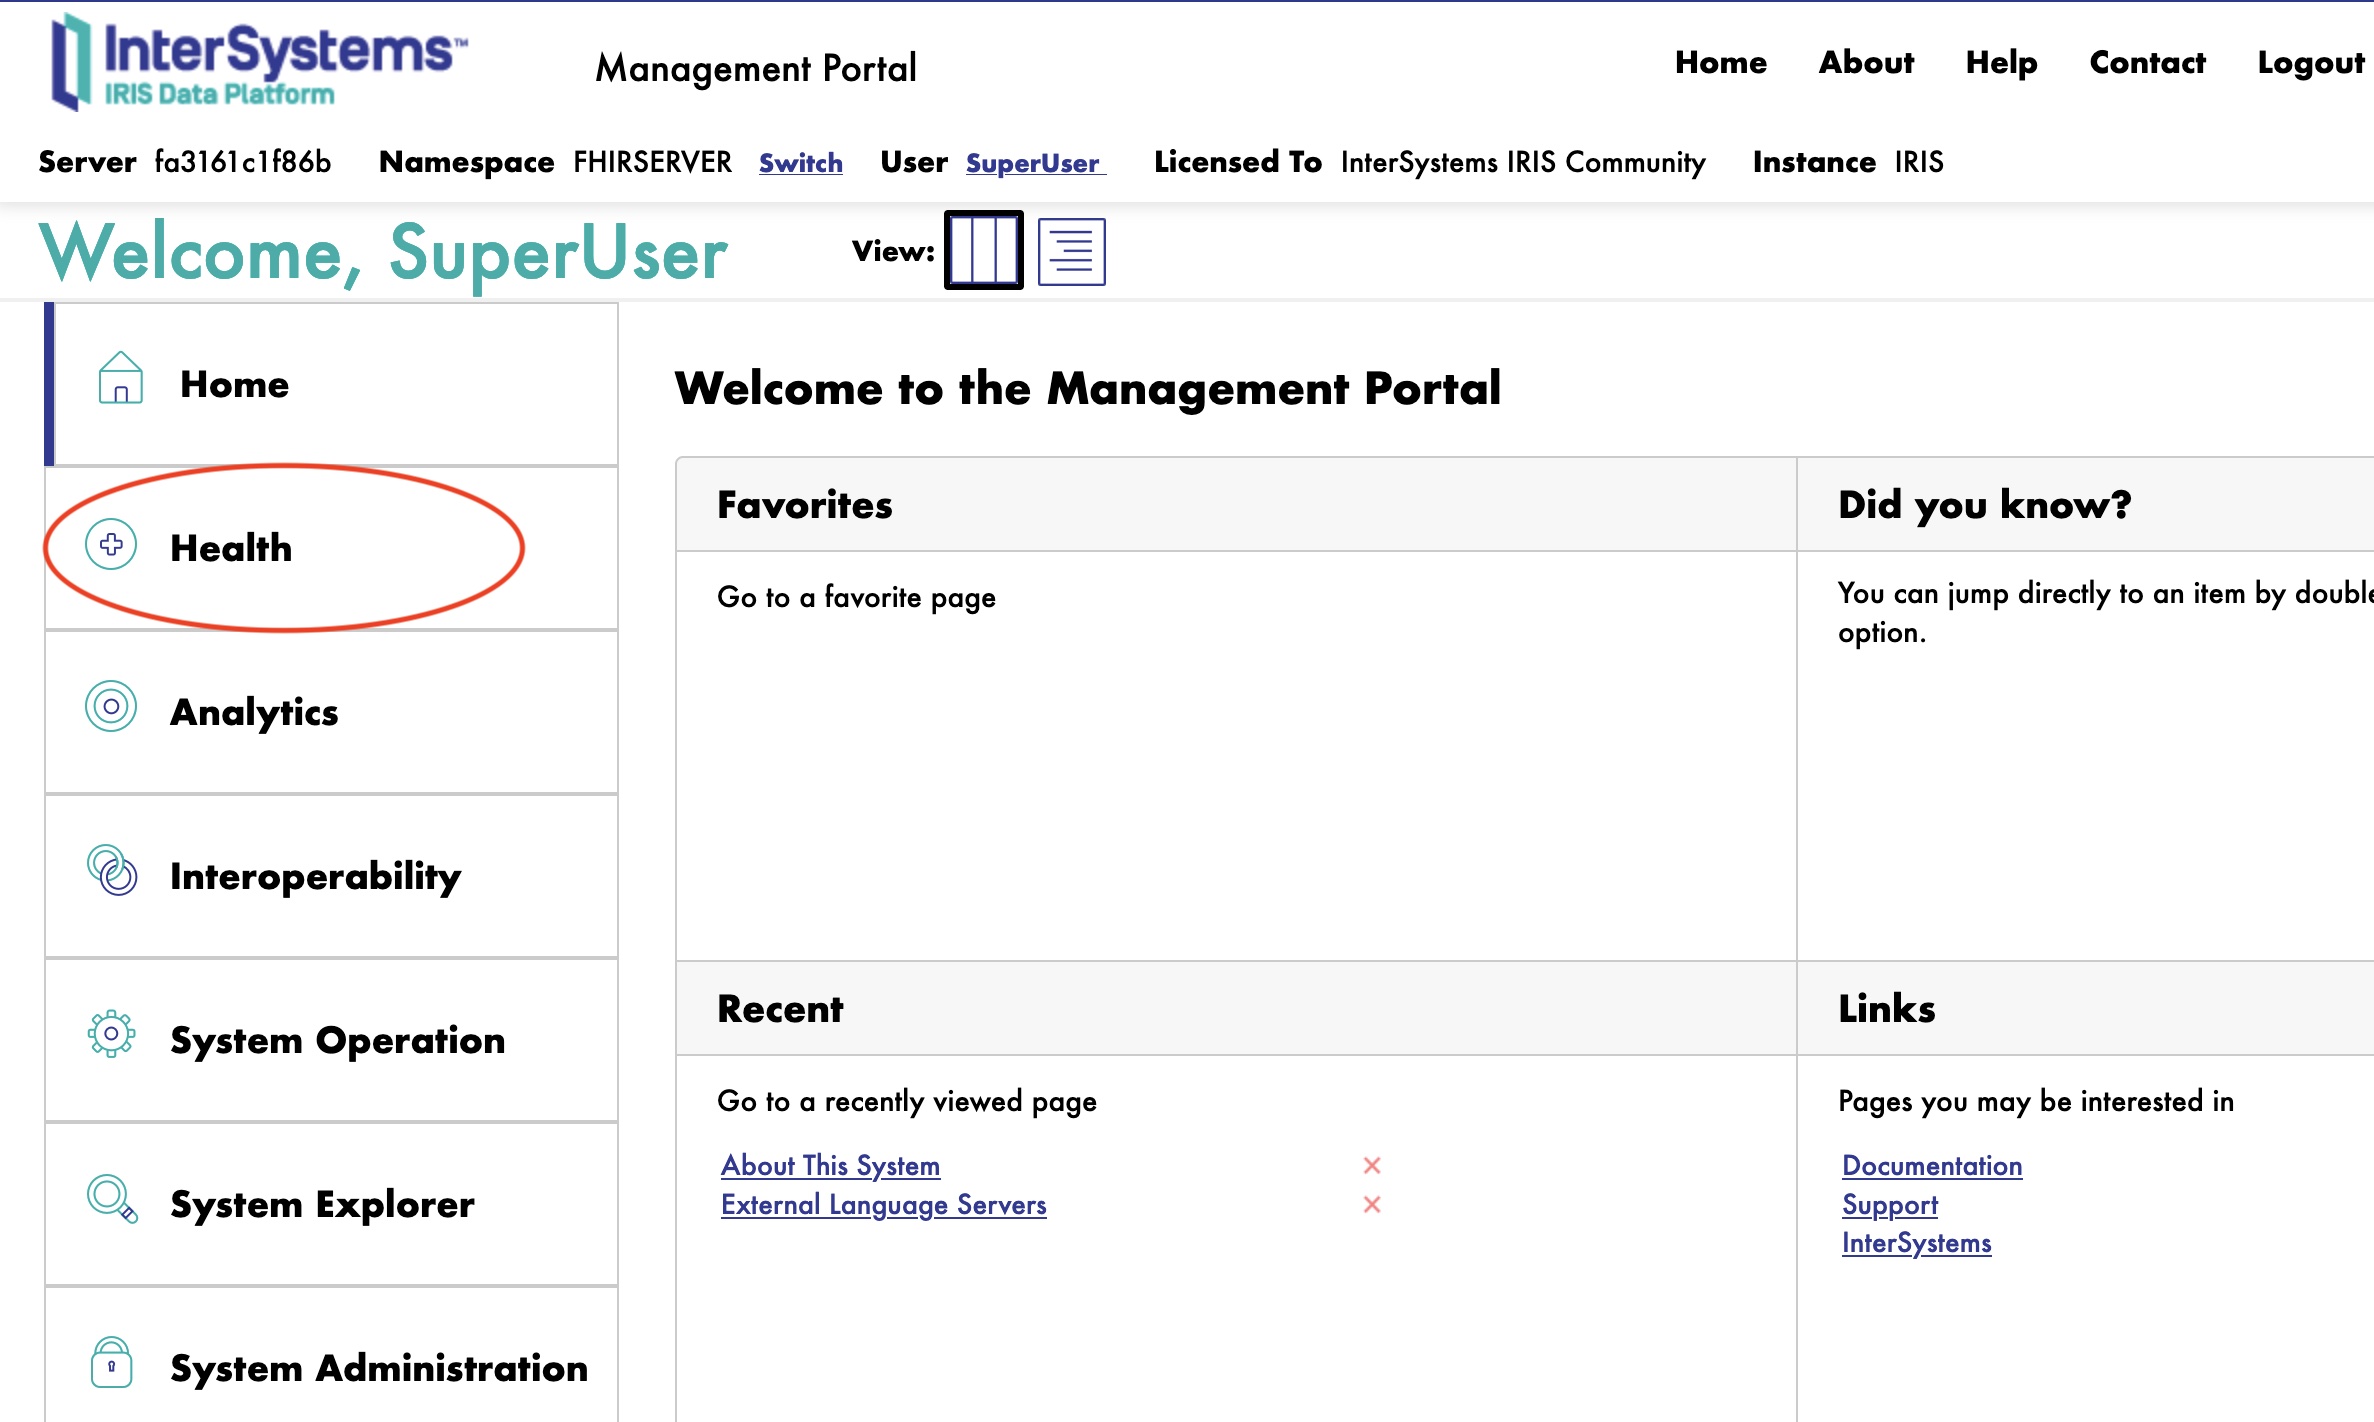 InterSystems™
IRIS Data Platform
Management Portal
Home About Help Contact Logout
Server fa3161c1f86b Namespace FHIRSERVER Switch User SuperUser Licensed To InterSystems IRIS Community Instance IRIS
Welcome, SuperUser
View:
Home
Health
Analytics
Interoperability
System Operation
System Explorer
System Administration
Welcome to the Management Portal
Favorites
Go to a favorite page
Did you know?
You can jump directly to an item by double
option.
Recent
Go to a recently viewed page
About This System
External Language Servers
Links
Pages you may be interested in
Documentation
Support
InterSystems